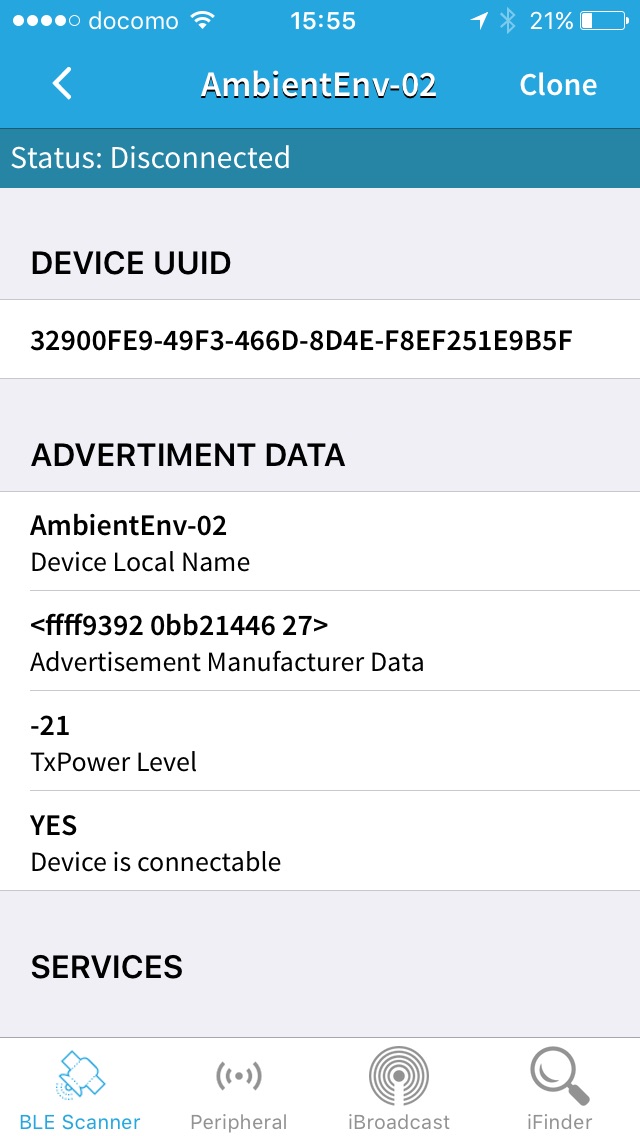 docomo 15:55 21%
AmbientEnv-02 Clone
Status: Disconnected
DEVICE UUID
32900FE9-49F3-466D-8D4E-F8EF251E9B5F
ADVERTIMENT DATA
AmbientEnv-02
Device Local Name
<ffff9392 0bb21446 27>
Advertisement Manufacturer Data
-21
TxPower Level
YES
Device is connectable
SERVICES
BLE Scanner Peripheral iBroadcast iFinder